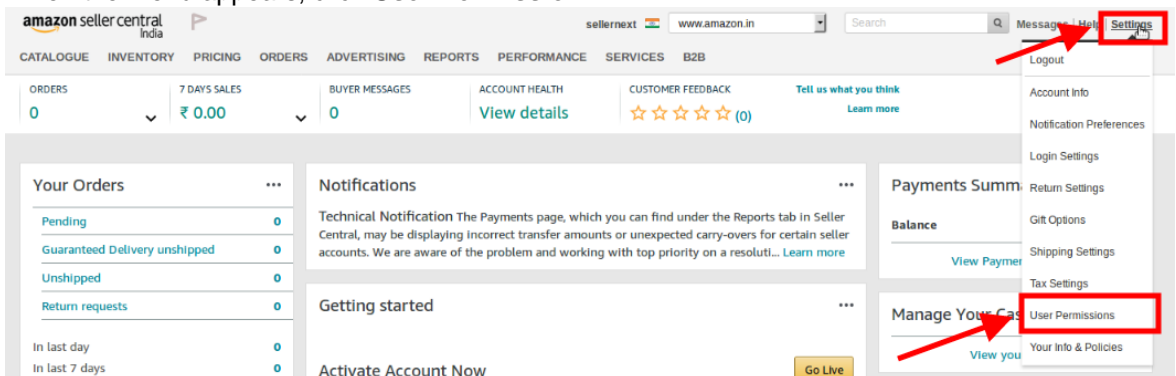 amazon seller central
India
sellernext
www.amazon.in
Search
Messages | Help | Settings
CATALOGUE INVENTORY PRICING ORDERS ADVERTISING REPORTS PERFORMANCE SERVICES B2B
ORDERS
0
7 DAYS SALES
₹ 0.00
BUYER MESSAGES
0
ACCOUNT HEALTH
View details
CUSTOMER FEEDBACK
(0)
Tell us what you think
Learn more
Logout
Account Info
Notification Preferences
Login Settings
Return Settings
Gift Options
Shipping Settings
Tax Settings
User Permissions
Your Info & Policies
Your Orders
Pending 0
Guaranteed Delivery unshipped 0
Unshipped 0
Return requests 0
In last day 0
In last 7 days 0
Notifications
Technical Notification The Payments page, which you can find under the Reports tab in Seller
Central, may be displaying incorrect transfer amounts or unexpected carry-overs for certain seller
accounts. We are aware of the problem and working with top priority on a resoluti... Learn more
Getting started
Activate Account Now
Go Live
Payments Summ
Balance
View Paymen
Manage Your Cas
View you